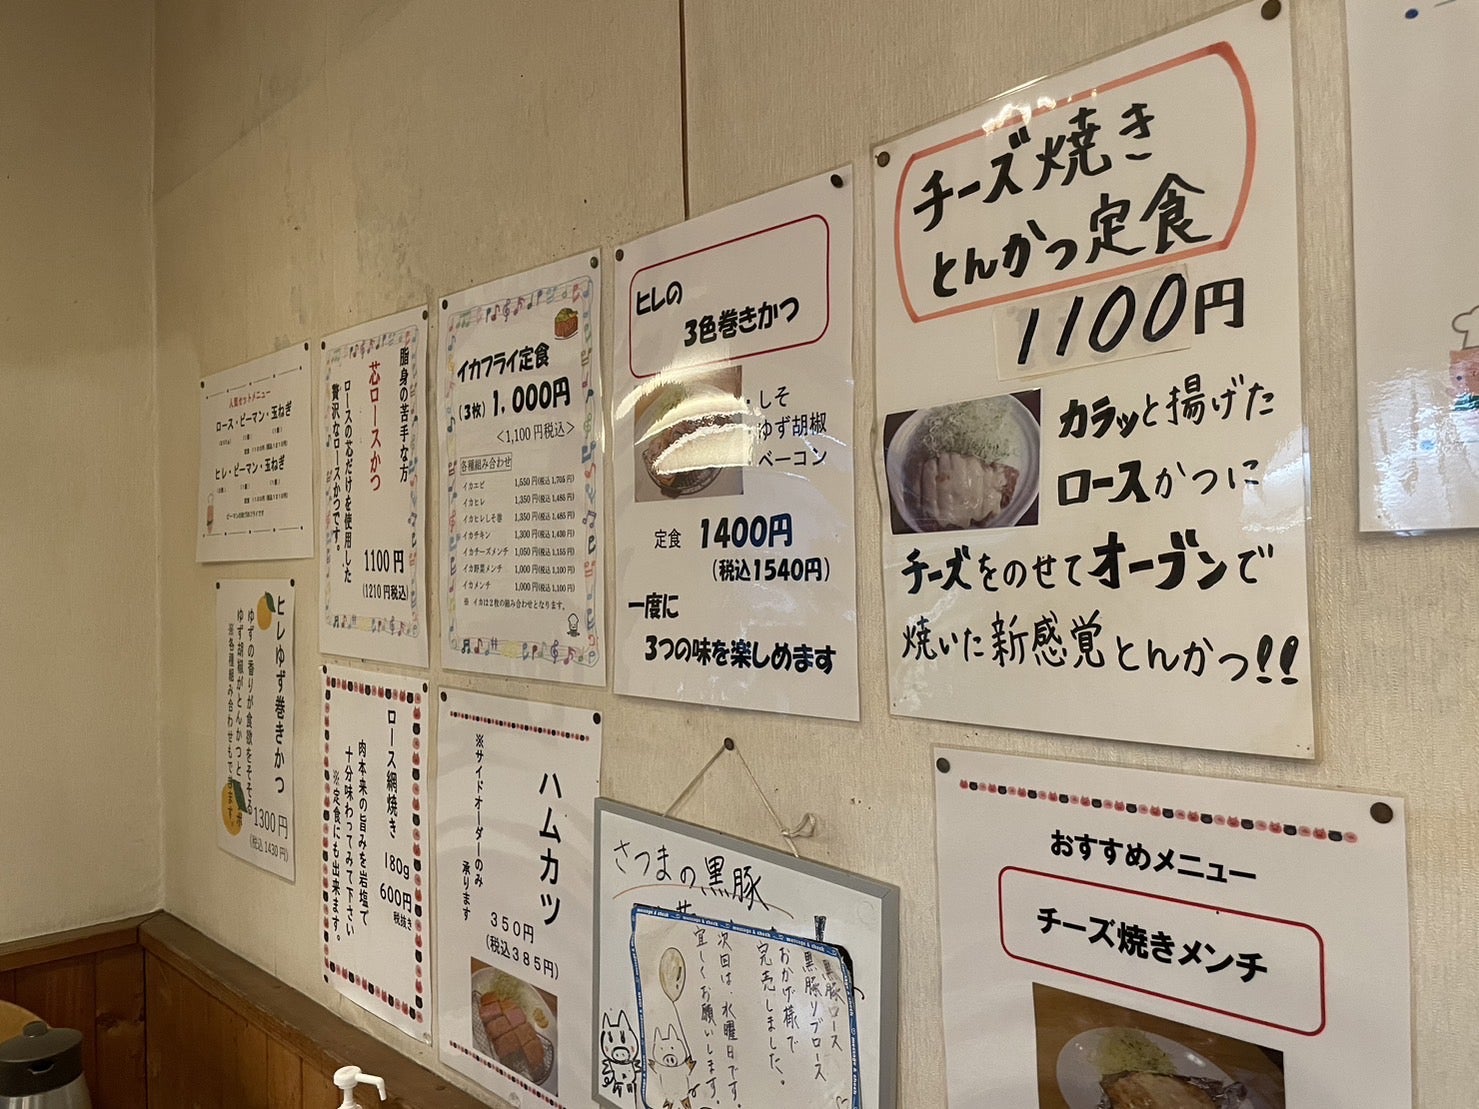 人気セットメニュー
ロース・ピーマン・玉ねぎ
ヒレ・ピーマン・玉ねぎ
脂身の苦手な方
芯ロースかつ
ロースの芯だけを使用した
贅沢なロースかつです。
1100円
(1210円税込)
イカフライ定食
(3枚) 1,000円
<1,100円税込>
各種組み合わせ
イカエビ 1,550円(税込1,705円)
イカヒレ 1,350円(税込1,485円)
イカヒレしそ巻 1,350円(税込1,485円)
イカチキン 1,300円(税込1,430円)
イカチーズメンチ 1,050円(税込1,155円)
イカ野菜メンチ 1,000円(税込1,100円)
イカメンチ 1,000円(税込1,100円)
※ イカは2枚の組み合わせとなります。
ヒレの
3色巻きかつ
・しそ
・ゆず胡椒
・ベーコン
定食 1400円
(税込1540円)
一度に
3つの味を楽しめます
チーズ焼き
とんかつ定食
1100円
カラッと揚げた
ロースかつに
チーズをのせてオーブンで
焼いた新感覚とんかつ!!
ヒレゆず巻きかつ
ゆずの香りが食欲をそそる
ゆず胡椒がとんかつと
※各種組み合わせもできます。
1300円
(税込1430円)
ロース網焼き
180g
600円
税抜き
肉本来の旨みを岩塩で
十分味わってみて下さい
※定食にも出来ます。
ハムカツ
※サイドオーダーのみ
承ります
350円
(税込385円)
さつまの黒豚
黒豚ロース
黒豚リブロース
おかげ様で
完売しました。
次回は水曜日です。
宜しくお願いします。
おすすめメニュー
チーズ焼きメンチ